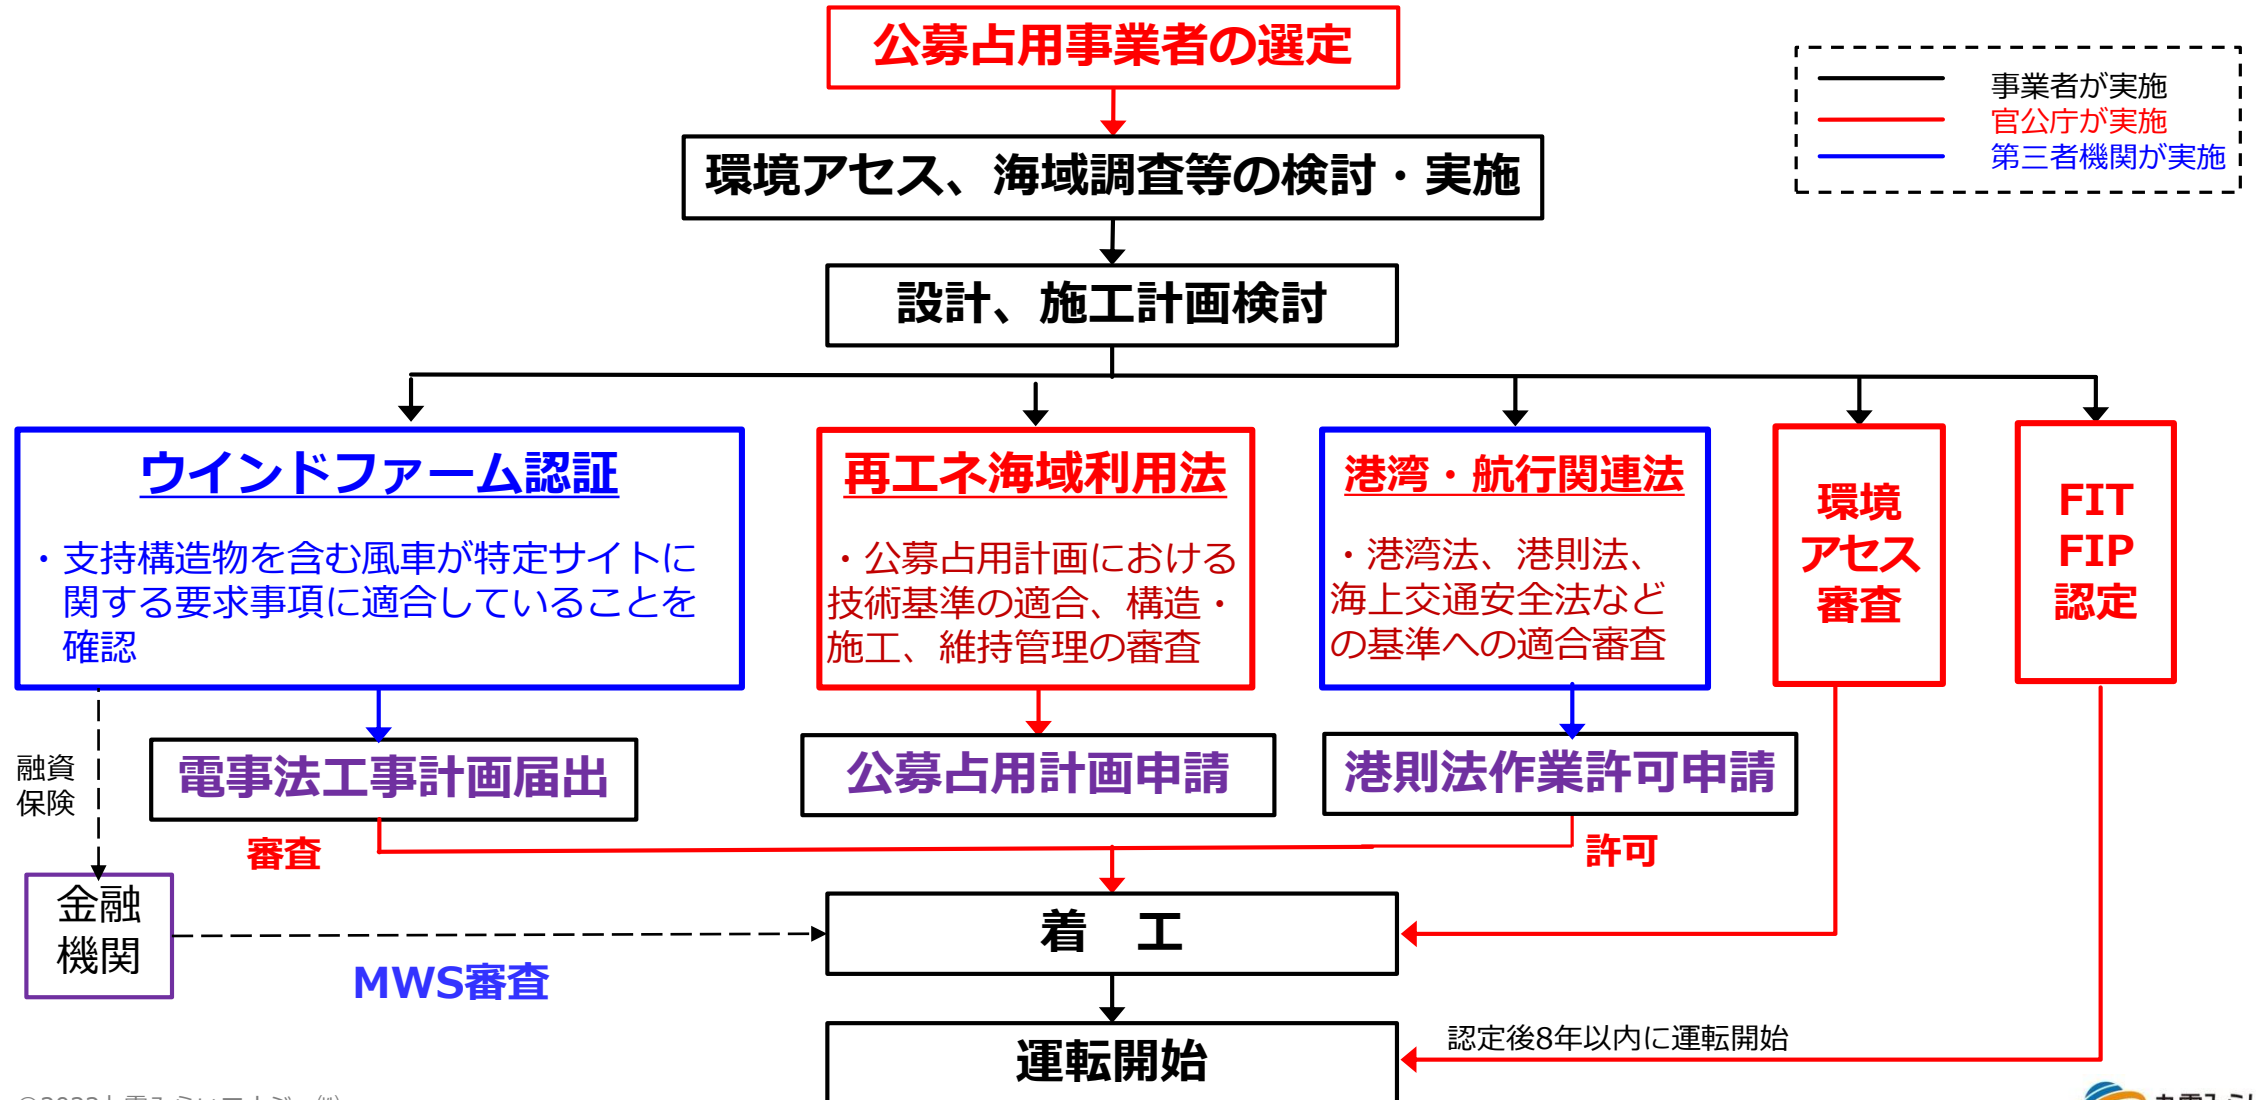 公募占用事業者の選定
事業者が実施
官公庁が実施
第三者機関が実施
環境アセス、海域調査等の検討・実施
設計、施工計画検討
ウインドファーム認証
・支持構造物を含む風車が特定サイトに
関する要求事項に適合していることを
確認
再エネ海域利用法
・公募占用計画における
技術基準の適合、構造・
施工、維持管理の審査
港湾・航行関連法
・港湾法、港則法、
海上交通安全法など
の基準への適合審査
環境
アセス
審査
FIT
FIP
認定
融資
保険
電事法工事計画届出
公募占用計画申請
港則法作業許可申請
審査
許可
金融
機関
MWS審査
着　工
認定後8年以内に運転開始
運転開始